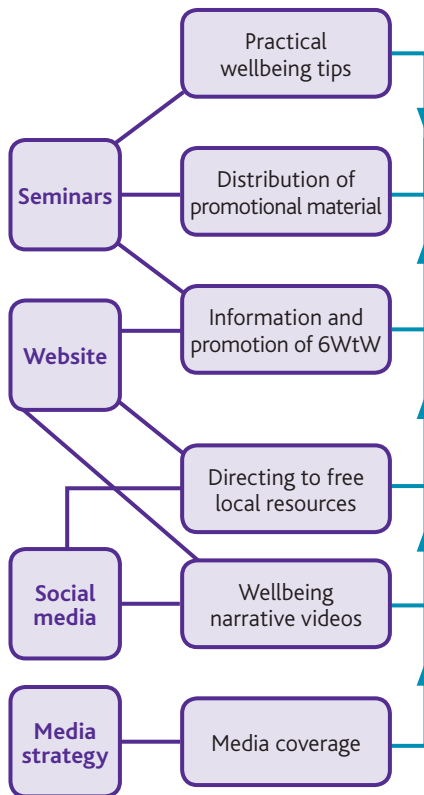 Practical
wellbeing tips
Seminars
Distribution of
promotional material
Information and
promotion of 6WtW
Website
Directing to free
local resources
Social
media
Wellbeing
narrative videos
Media
strategy
Media coverage